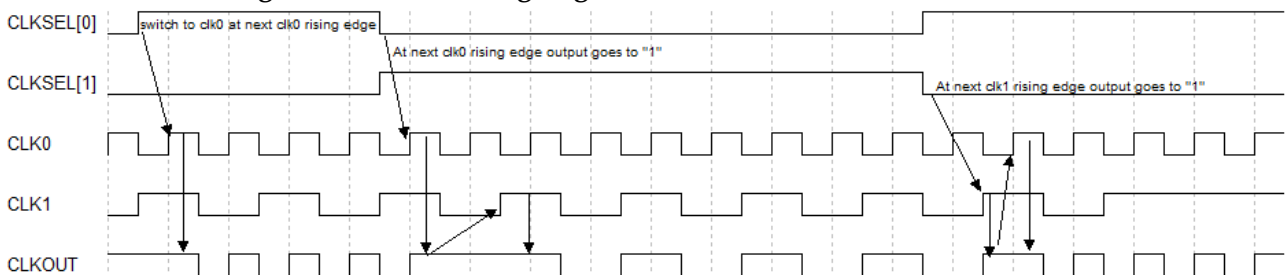 CLKSEL[0]
switch to clk0 at next clk0 rising edge
At next clk0 rising edge output goes to "1"
CLKSEL[1]
At next clk1 rising edge output goes to "1"
CLK0
CLK1
CLKOUT